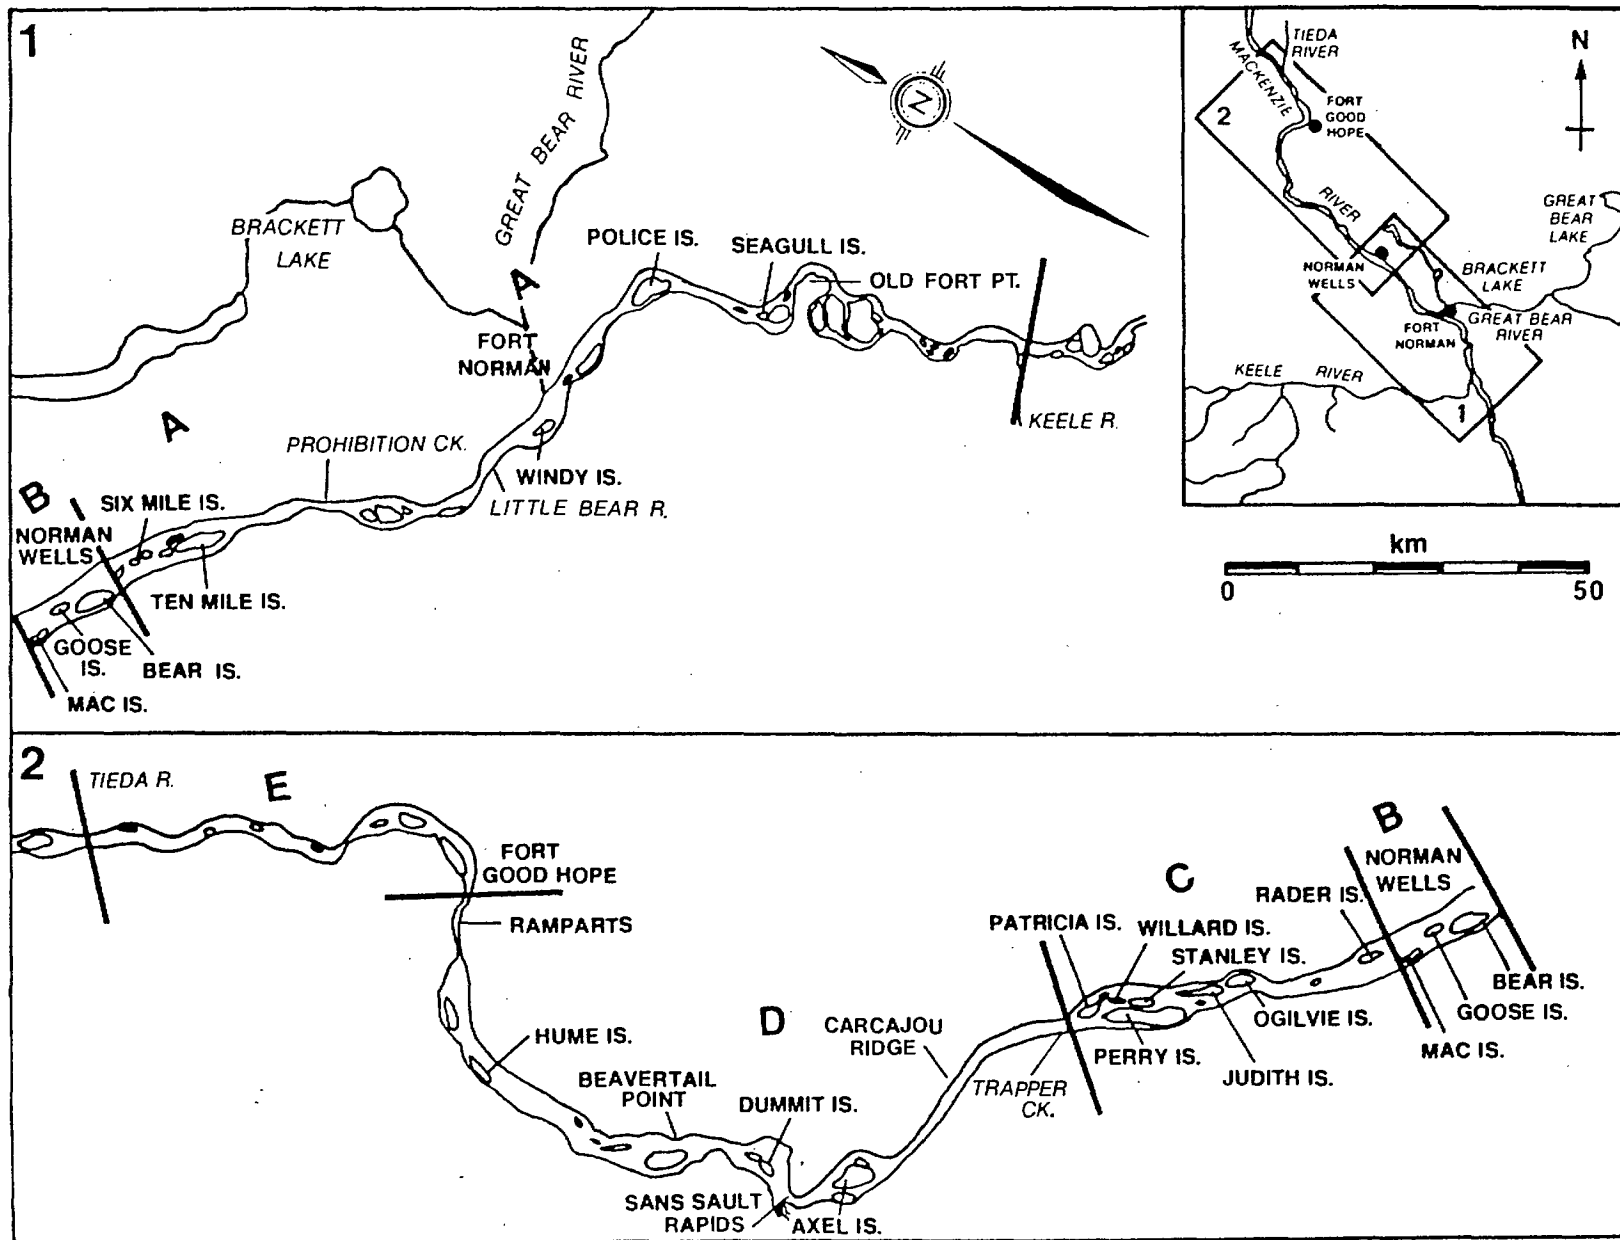 1
GREAT BEAR RIVER
BRACKETT
LAKE
N
POLICE IS.
SEAGULL IS.
OLD FORT PT.
A
FORT
NORMAN
KEELE R.
A
PROHIBITION CK.
WINDY IS.
LITTLE BEAR R.
B
SIX MILE IS.
NORMAN
WELLS
TEN MILE IS.
GOOSE
IS.
BEAR IS.
MAC IS.
TIEDA
RIVER
MACKENZIE
N
2
FORT
GOOD
HOPE
RIVER
GREAT
BEAR
LAKE
NORMAN
WELLS
BRACKETT
LAKE
GREAT BEAR
RIVER
FORT
NORMAN
KEELE RIVER
1
km
0 50
2
TIEDA R.
E
FORT
GOOD HOPE
RAMPARTS
HUME IS.
BEAVERTAIL
POINT
DUMMIT IS.
D
CARCAJOU
RIDGE
SANS SAULT
RAPIDS
AXEL IS.
TRAPPER
CK.
C
PATRICIA IS.
WILLARD IS.
STANLEY IS.
RADER IS.
B
NORMAN
WELLS
PERRY IS.
JUDITH IS.
OGILVIE IS.
BEAR IS.
GOOSE IS.
MAC IS.